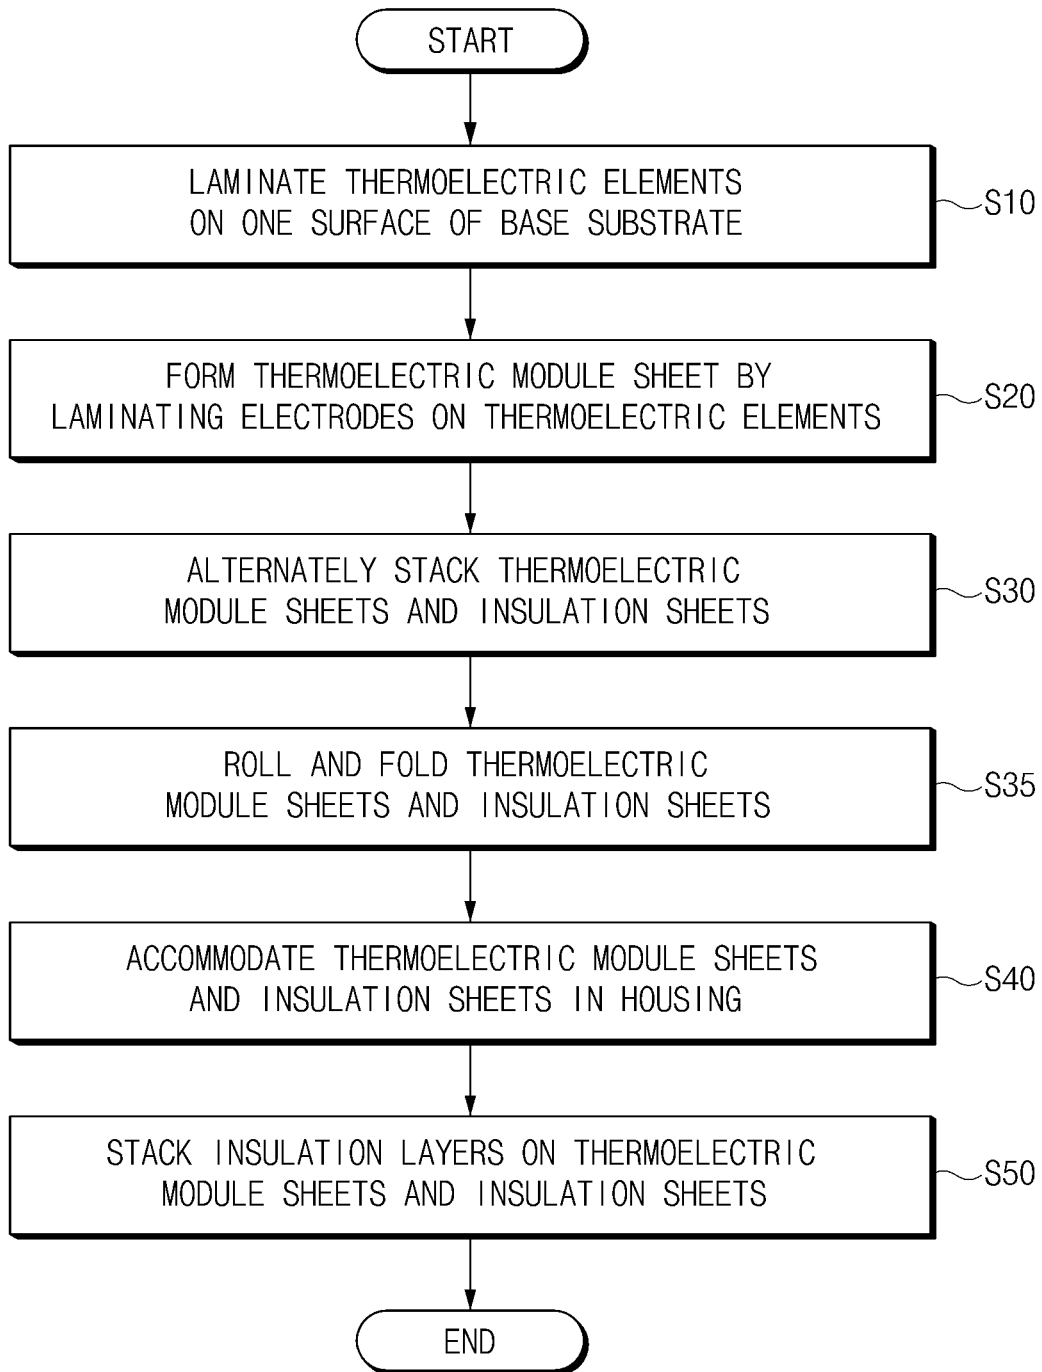 START
LAMINATE THERMOELECTRIC ELEMENTS
ON ONE SURFACE OF BASE SUBSTRATE
S10
FORM THERMOELECTRIC MODULE SHEET BY
LAMINATING ELECTRODES ON THERMOELECTRIC ELEMENTS
S20
ALTERNATELY STACK THERMOELECTRIC
MODULE SHEETS AND INSULATION SHEETS
S30
ROLL AND FOLD THERMOELECTRIC
MODULE SHEETS AND INSULATION SHEETS
S35
ACCOMMODATE THERMOELECTRIC MODULE SHEETS
AND INSULATION SHEETS IN HOUSING
S40
STACK INSULATION LAYERS ON THERMOELECTRIC
MODULE SHEETS AND INSULATION SHEETS
S50
END